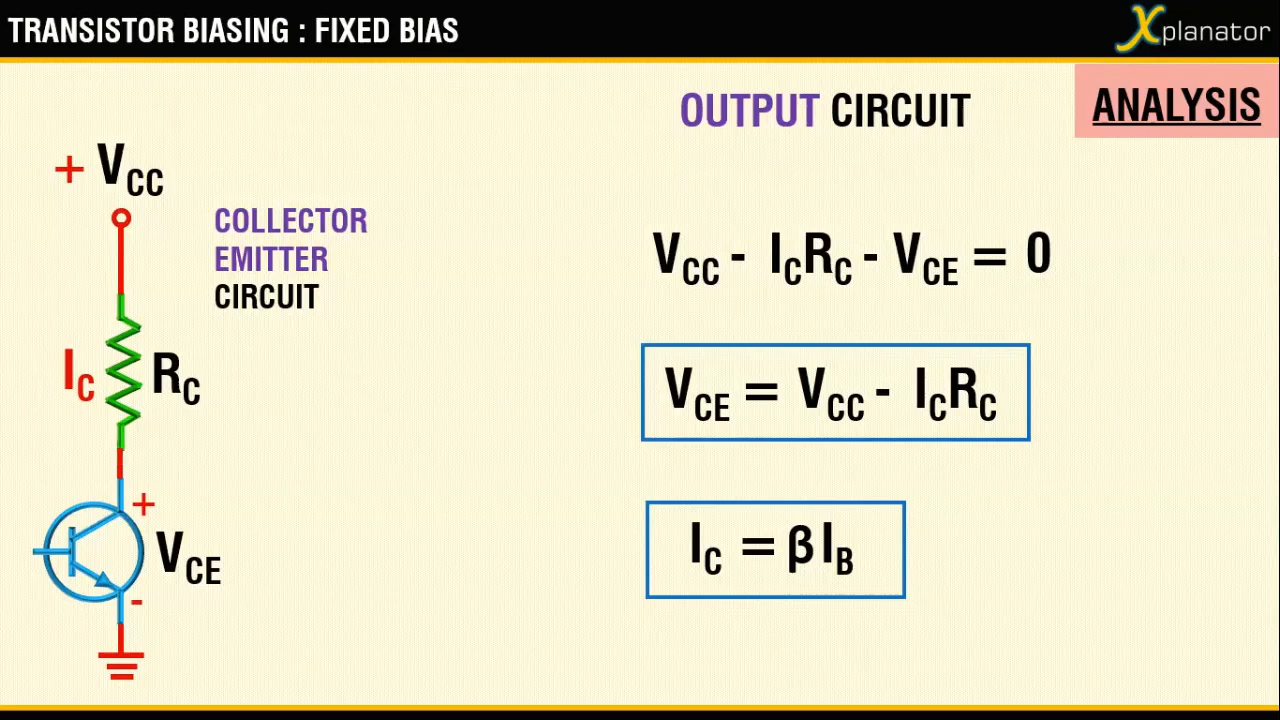 TRANSISTOR BIASING : FIXED BIAS
Xplanator
OUTPUT CIRCUIT
ANALYSIS
+ VCC
COLLECTOR
EMITTER
CIRCUIT
VCC - ICRC - VCE = 0
IC RC
VCE = VCC - ICRC
+
VCE
-
IC = βIB